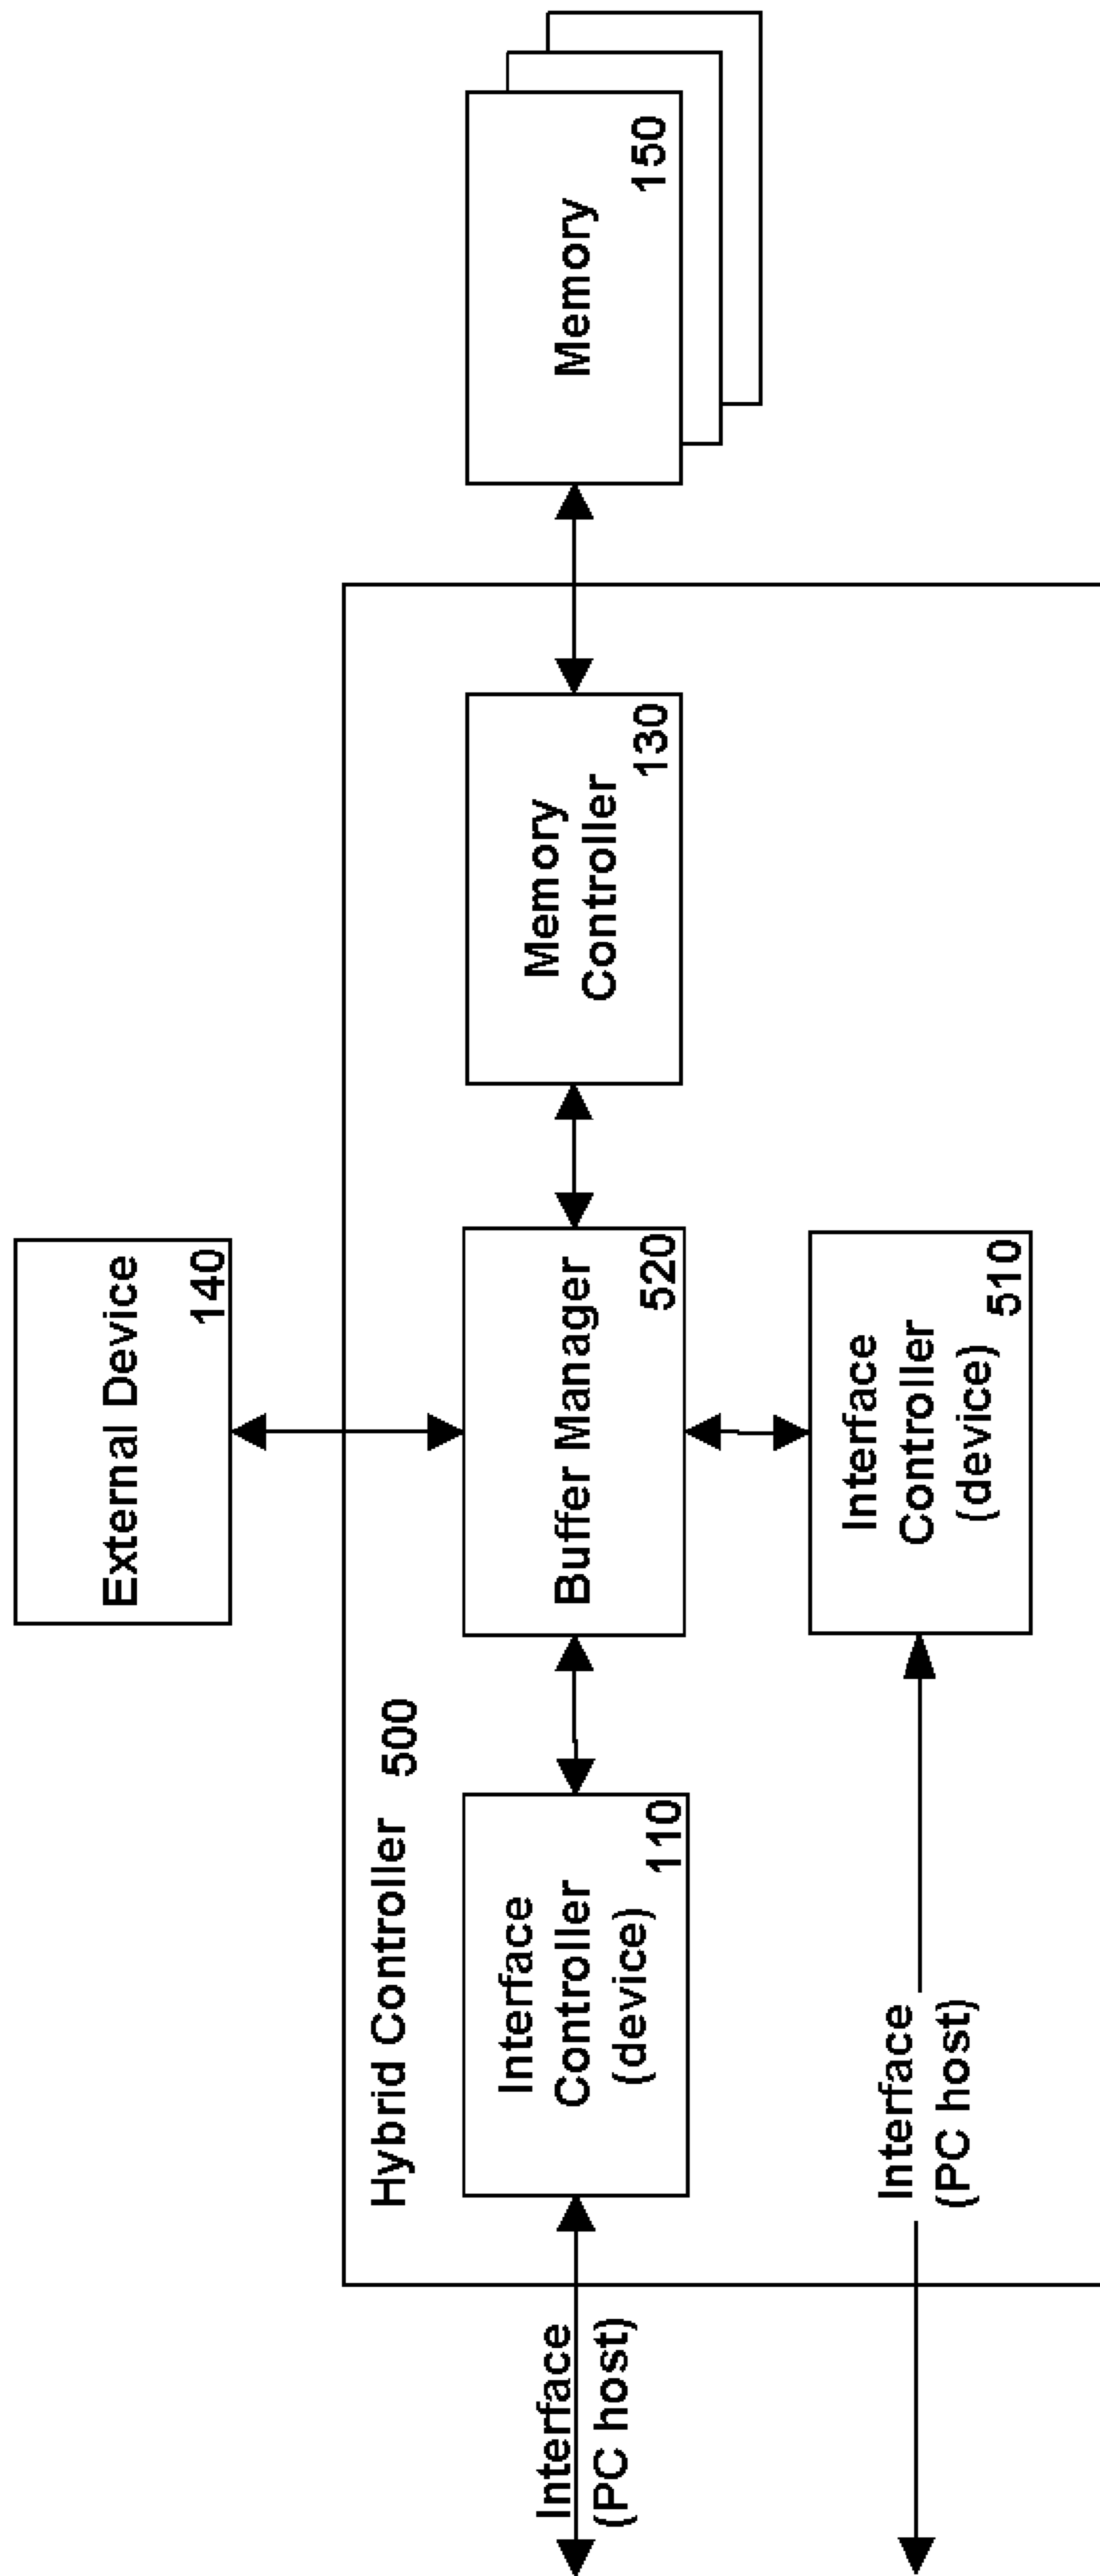 External Device
140
Hybrid Controller 500
Interface
(PC host)
Interface
Controller
(device)
110
Buffer Manager
520
Memory
Controller
130
Memory
150
Interface
(PC host)
Interface
Controller
(device)
510